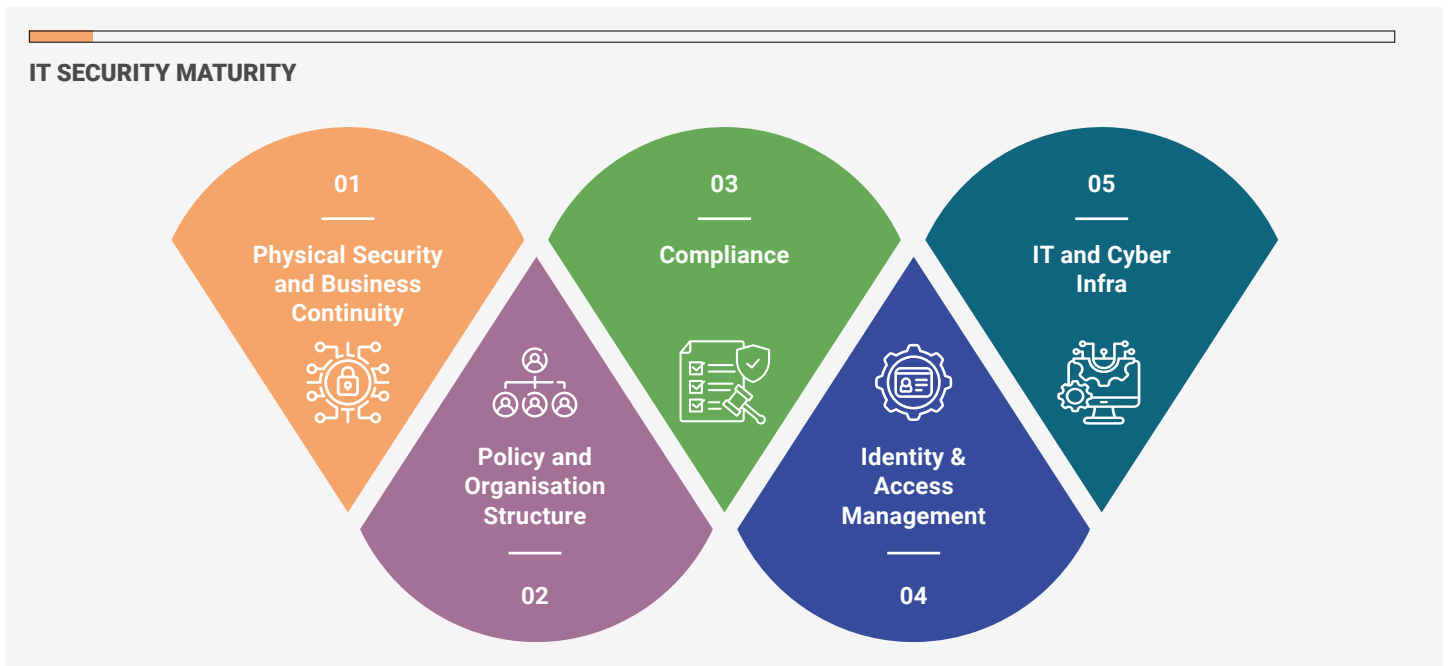 IT SECURITY MATURITY
01
Physical Security
and Business
Continuity
Policy and
Organisation
Structure
02
03
Compliance
Identity &
Access
Management
04
05
IT and Cyber
Infra